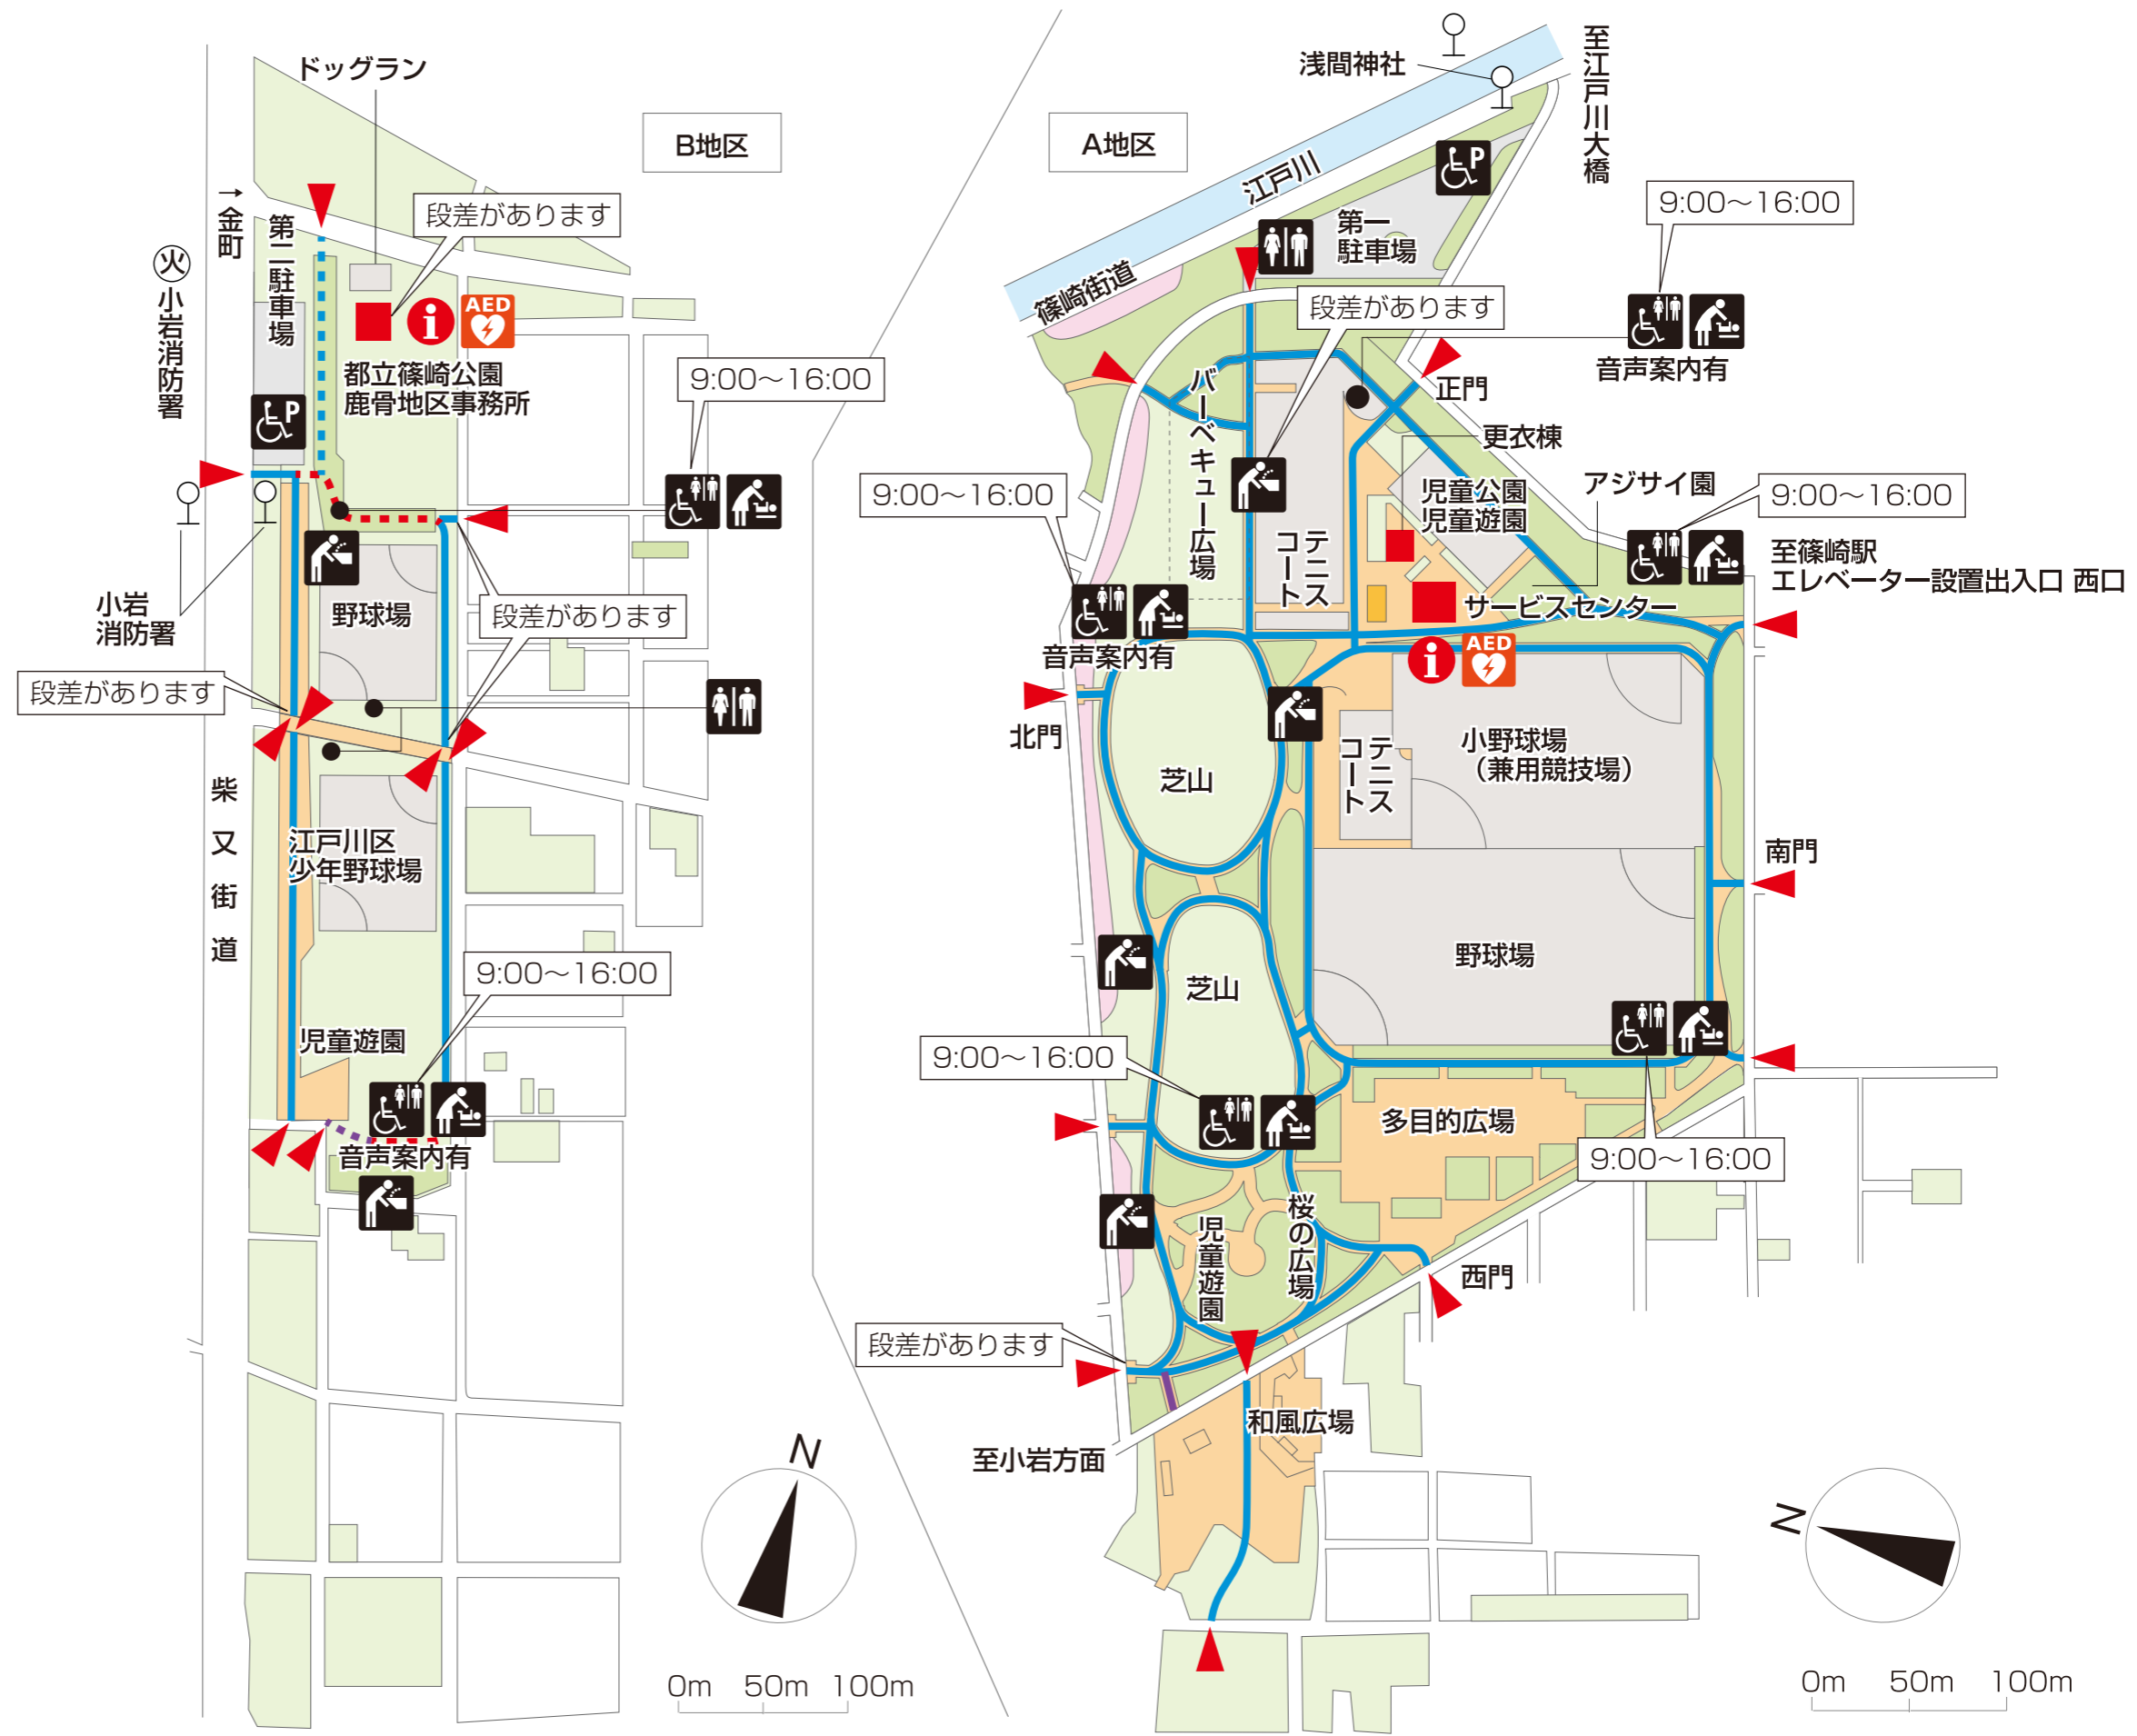 ドッグラン
B地区
段差があります
→金町
第二駐車場
火
小岩消防署
i
AED
都立篠崎公園
鹿骨地区事務所
P
9:00〜16:00
野球場
段差があります
小岩
消防署
段差があります
柴又街道
江戸川区
少年野球場
9:00〜16:00
児童遊園
音声案内有
N
0m 50m 100m
A地区
浅間神社
至江戸川大橋
江戸川
篠崎街道
P
第一
駐車場
9:00〜16:00
段差があります
音声案内有
正門
バーベキュー広場
更衣棟
9:00〜16:00
児童公園
児童遊園
アジサイ園
9:00〜16:00
テニス
コート
至篠崎駅
エレベーター設置出入口 西口
サービスセンター
音声案内有
i
AED
北門
芝山
テニス
コート
小野球場
(兼用競技場)
南門
野球場
芝山
9:00〜16:00
多目的広場
9:00〜16:00
桜の広場
児童遊園
西門
段差があります
和風広場
至小岩方面
N
0m 50m 100m